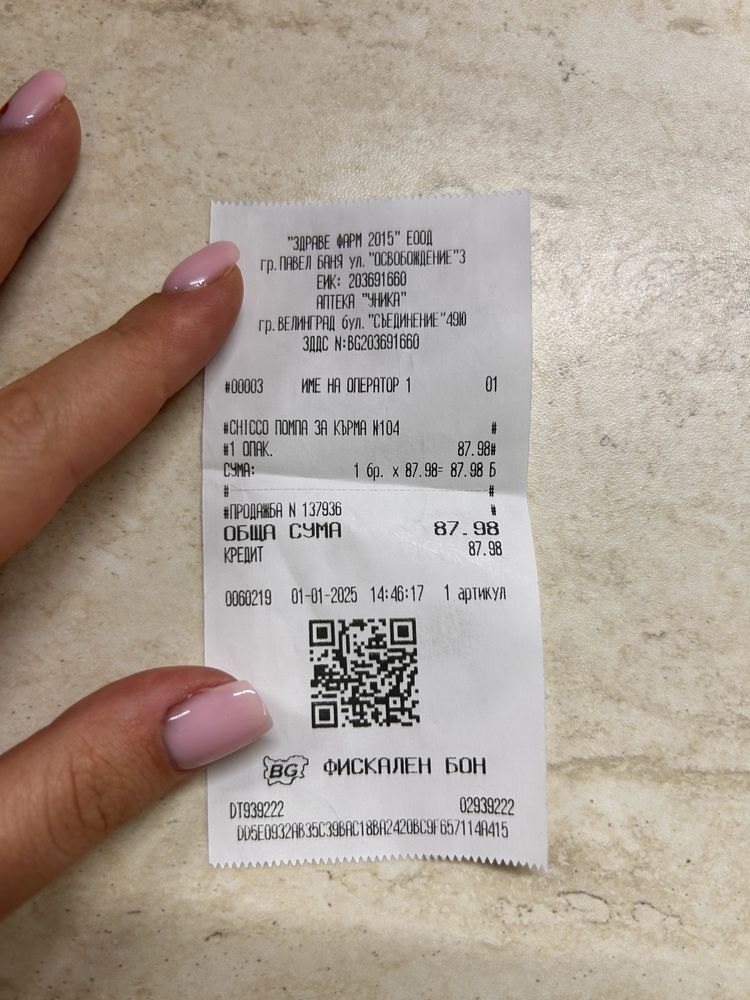 "ЗДРАВЕ ФАРМ 2015" ЕООД
гр.ПАВЕЛ БАНЯ ул."ОСВОБОЖДЕНИЕ"3
ЕИК: 203691660
АПТЕКА "УНИКА"
гр.ВЕЛИНГРАД бул."СЪЕДИНЕНИЕ"49Ю
ЗДДС N:BG203691660
#00003 ИМЕ НА ОПЕРАТОР 1 01
#CHICCO ПОМПА ЗА КЪРМА N104 #
#1 ОПАК. 87.98#
СУМА: 1 бр. x 87.98= 87.98 Б
# #
#ПРОДАЖБА N 137936 #
ОБЩА СУМА 87.98
КРЕДИТ 87.98
0060219 01-01-2025 14:46:17 1 артикул
BG ФИСКАЛЕН БОН
DT939222 02939222
DD5E0932AB35C39BAC18BA2420BC9F657114A415